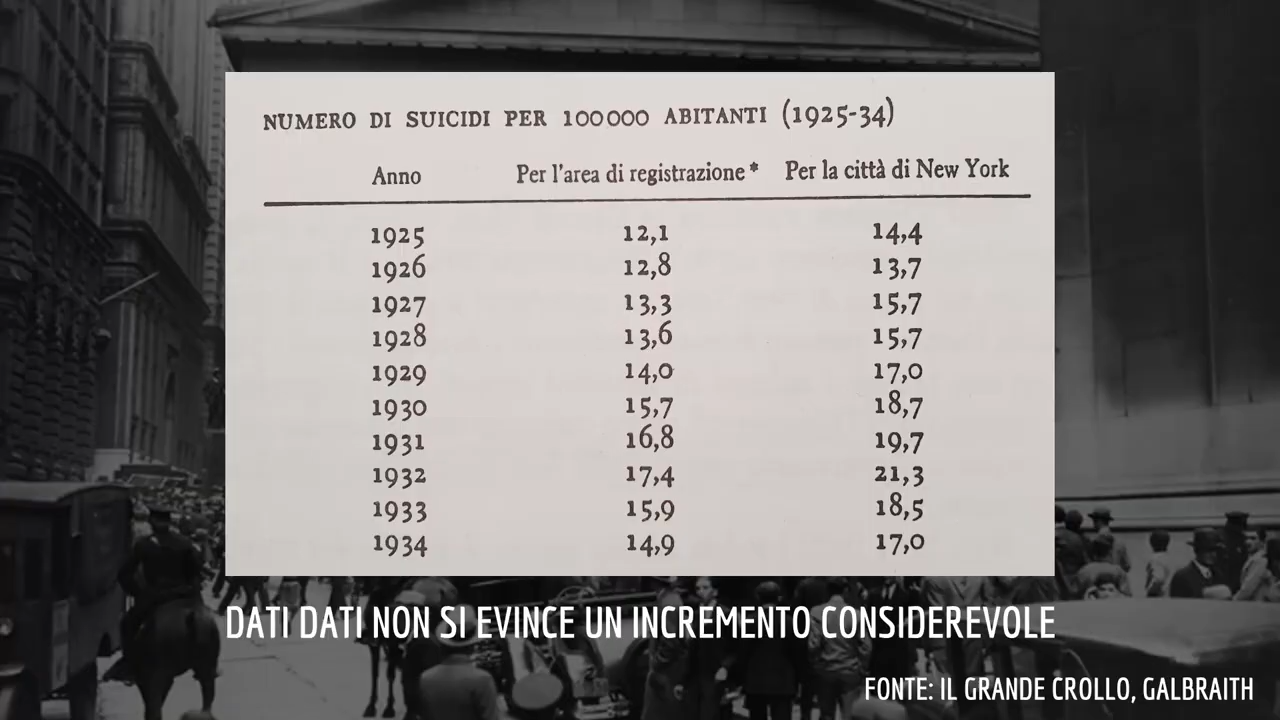 NUMERO DI SUICIDI PER 100000 ABITANTI (1925-34)
Anno Per l'area di registrazione * Per la città di New York
1925 12,1 14,4
1926 12,8 13,7
1927 13,3 15,7
1928 13,6 15,7
1929 14,0 17,0
1930 15,7 18,7
1931 16,8 19,7
1932 17,4 21,3
1933 15,9 18,5
1934 14,9 17,0
DATI DATI NON SI EVINCE UN INCREMENTO CONSIDEREVOLE
FONTE: IL GRANDE CROLLO, GALBRAITH